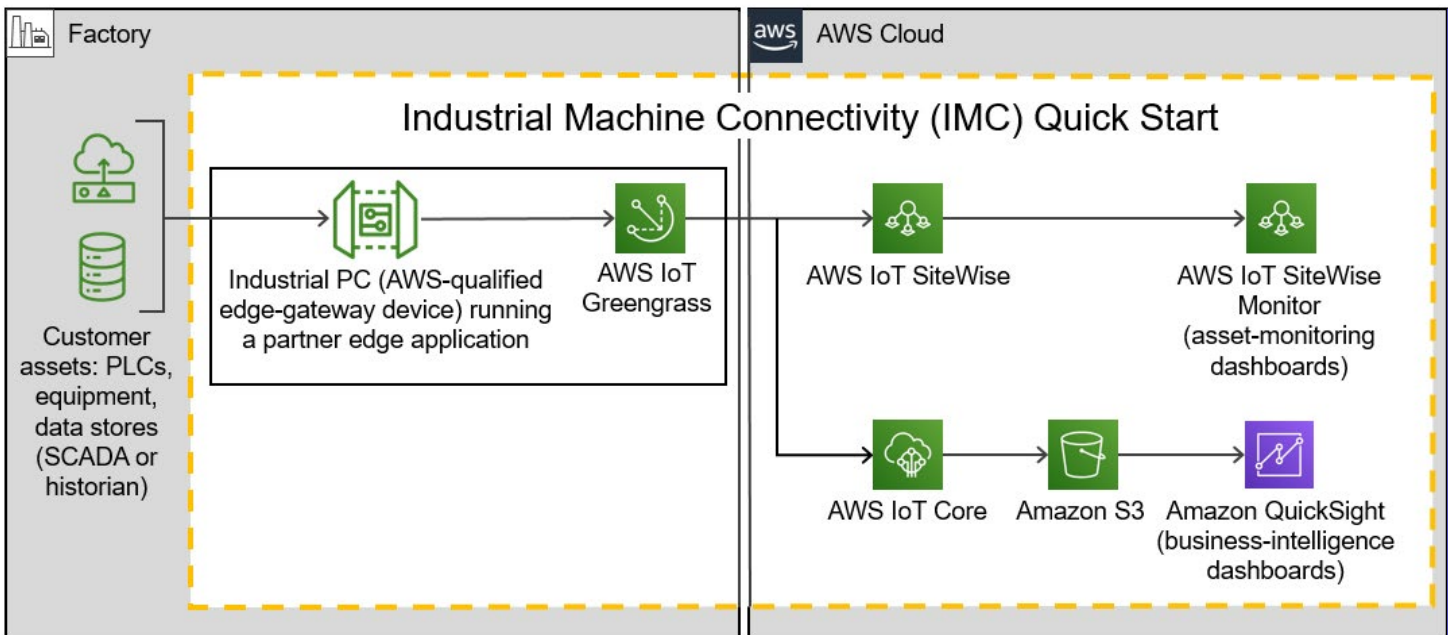 Factory
aws
AWS Cloud
Industrial Machine Connectivity (IMC) Quick Start
Customer
assets: PLCs,
equipment,
data stores
(SCADA or
historian)
Industrial PC (AWS-qualified
edge-gateway device) running
a partner edge application
AWS IoT
Greengrass
AWS IoT SiteWise
AWS IoT SiteWise
Monitor
(asset-monitoring
dashboards)
AWS IoT Core
Amazon S3
Amazon QuickSight
(business-intelligence
dashboards)